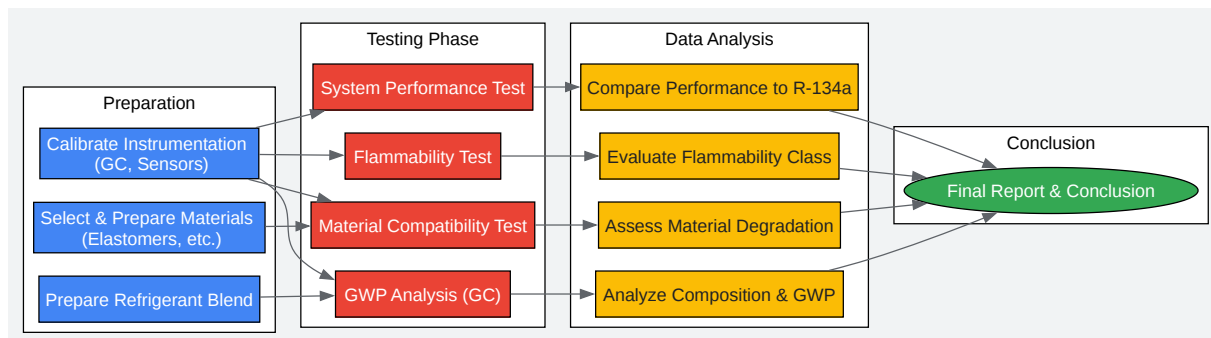 Preparation
Calibrate Instrumentation
(GC, Sensors)
Select & Prepare Materials
(Elastomers, etc.)
Prepare Refrigerant Blend
Testing Phase
System Performance Test
Flammability Test
Material Compatibility Test
GWP Analysis (GC)
Data Analysis
Compare Performance to R-134a
Evaluate Flammability Class
Assess Material Degradation
Analyze Composition & GWP
Conclusion
Final Report & Conclusion